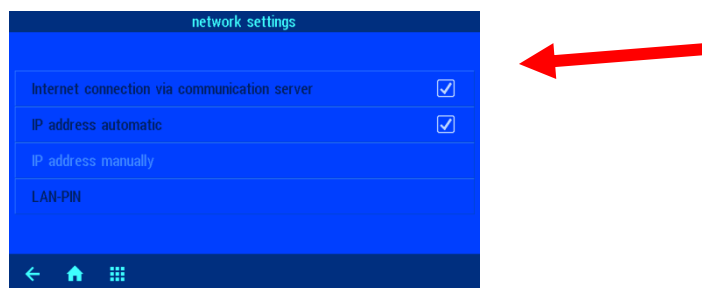 network settings
Internet connection via communication server
IP address automatic
IP address manually
LAN-PIN